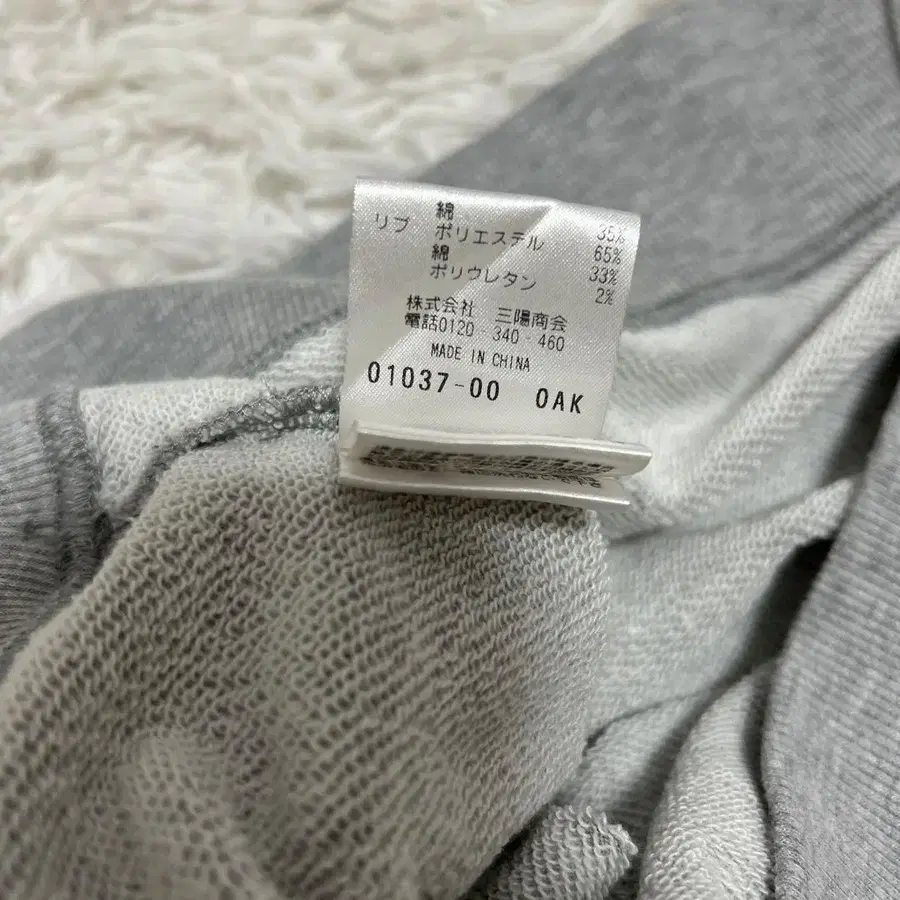 綿 35%
リブ ポリエステル 65%
綿 33%
ポリウレタン 2%
株式会社 三陽商会
電話0120-340-460
MADE IN CHINA
01037-00 OAK